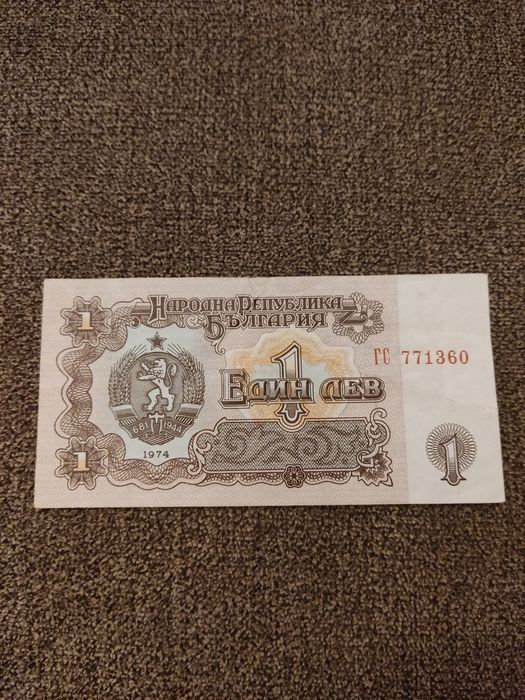 1
НАРОДНА РЕПУБЛИКА
БЪЛГАРИЯ
1
ЕДИН ЛЕВ
ГС 771360
681 1944
1974
1
1